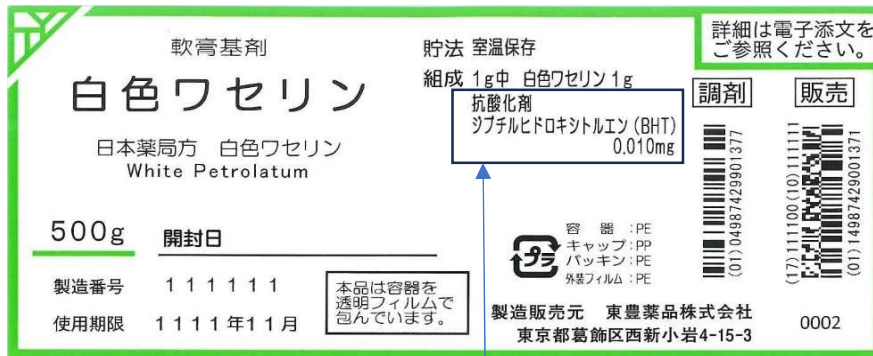 軟膏基剤
白色ワセリン
日本薬局方 白色ワセリン
White Petrolatum
500g 開封日
製造番号 111111
使用期限 1111年11月
本品は容器を
透明フィルムで
包んでいます。
貯法 室温保存
組成 1g中 白色ワセリン 1g
抗酸化剤
ジブチルヒドロキシトルエン(BHT)
0.010mg
プラ
容器:PE
キャップ:PP
パッキン:PE
外装フィルム:PE
製造販売元 東豊薬品株式会社
東京都葛飾区西新小岩4-15-3
詳細は電子添文を
ご参照ください。
調剤
(01)04987429901377
販売
(17)111100(10)111111
(01)14987429001371
0002